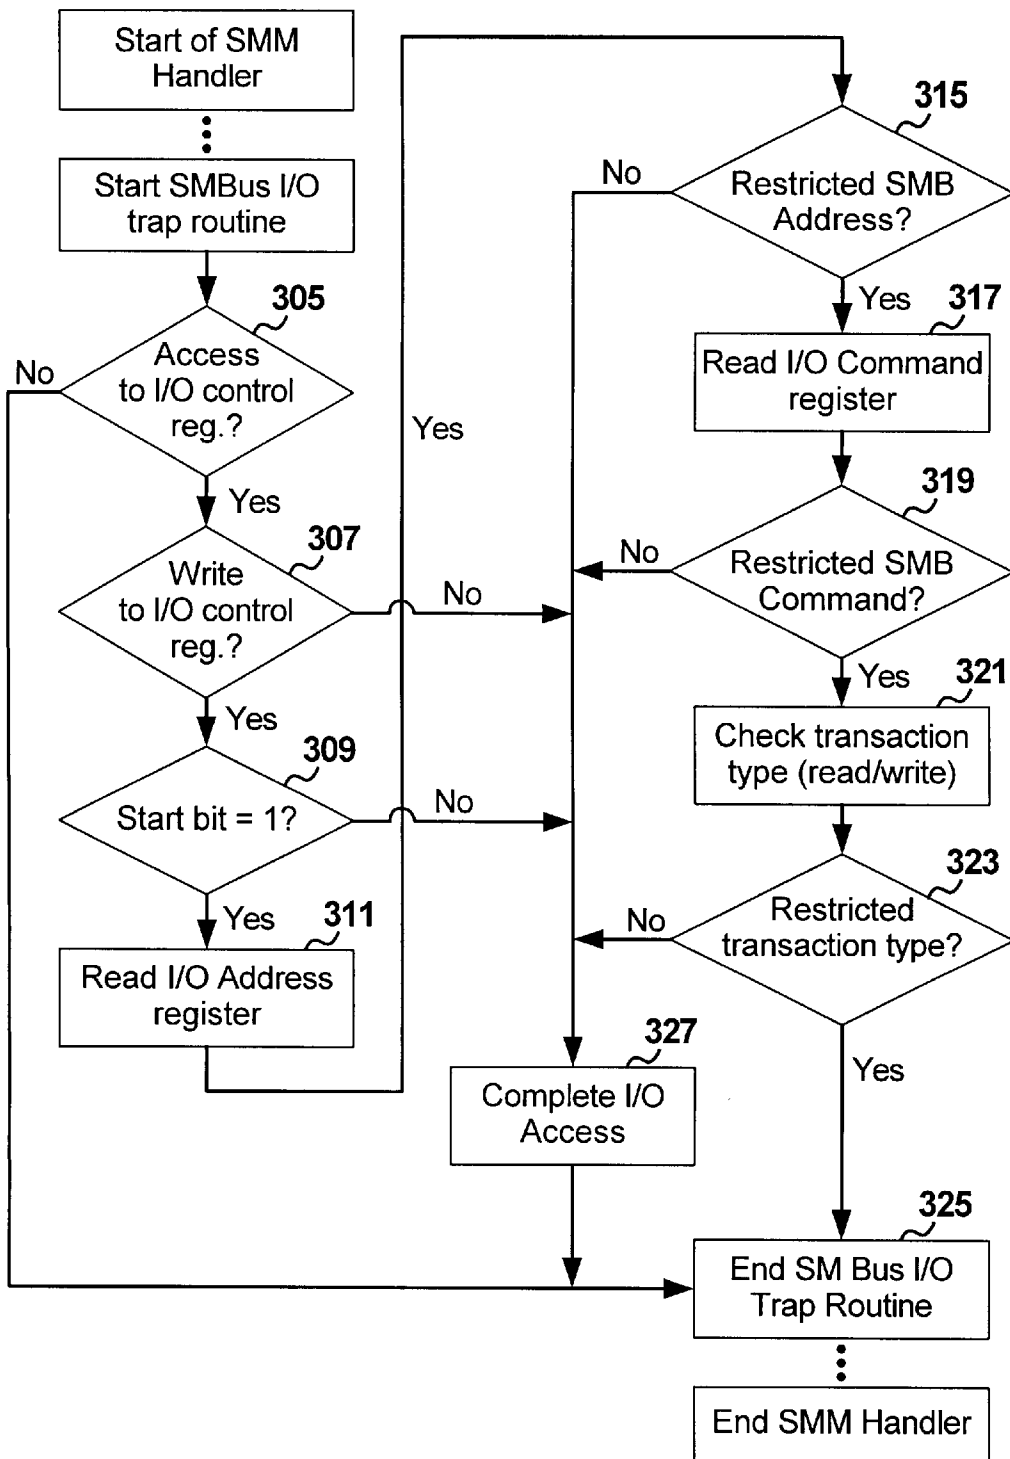 Start of SMM
Handler
Start SMBus I/O
trap routine
305
Access
to I/O control
reg.?
No
Yes
307
Write
to I/O control
reg.?
No
Yes
309
Start bit = 1?
No
Yes
311
Read I/O Address
register
Yes
315
Restricted SMB
Address?
No
Yes
317
Read I/O Command
register
319
Restricted SMB
Command?
No
Yes
321
Check transaction
type (read/write)
323
Restricted
transaction type?
No
Yes
327
Complete I/O
Access
325
End SM Bus I/O
Trap Routine
End SMM Handler